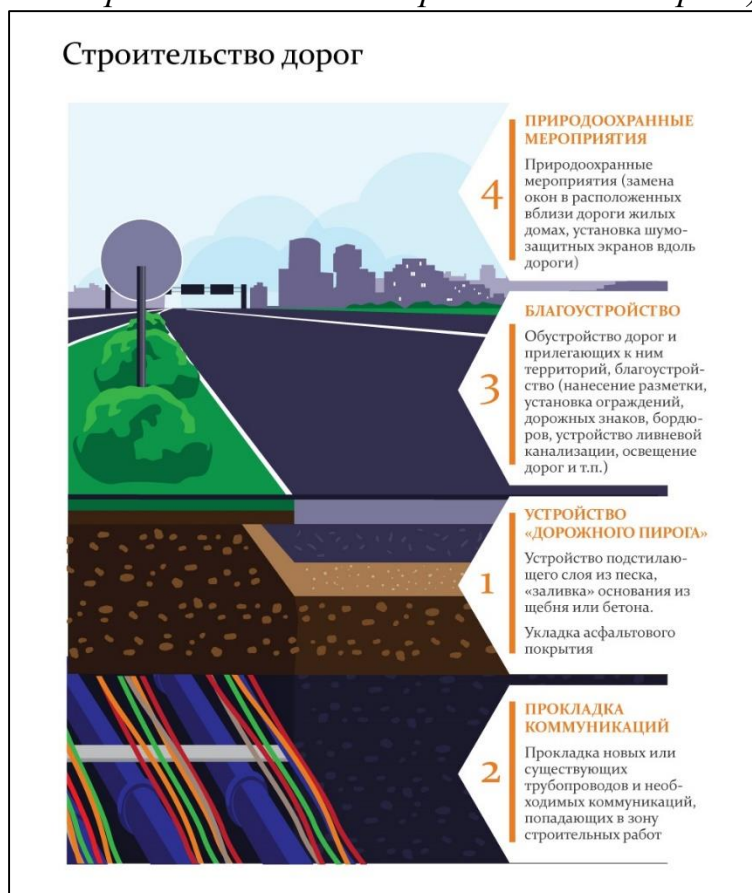 Строительство дорог
4
ПРИРОДООХРАННЫЕ
МЕРОПРИЯТИЯ
Природоохранные
мероприятия (замена
окон в расположенных
вблизи дороги жилых
домах, установка шумо-
защитных экранов вдоль
дороги)
3
БЛАГОУСТРОЙСТВО
Обустройство дорог и
прилегающих к ним
территорий, благоустрой-
ство (нанесение разметки,
установка ограждений,
дорожных знаков, бордю-
ров, устройство ливневой
канализации, освещение
дорог и т.п.)
1
УСТРОЙСТВО
«ДОРОЖНОГО ПИРОГА»
Устройство подстилаю-
щего слоя из песка,
«заливка» основания из
щебня или бетона.
Укладка асфальтового
покрытия
2
ПРОКЛАДКА
КОММУНИКАЦИЙ
Прокладка новых или
существующих
трубопроводов и необ-
ходимых коммуникаций,
попадающих в зону
строительных работ